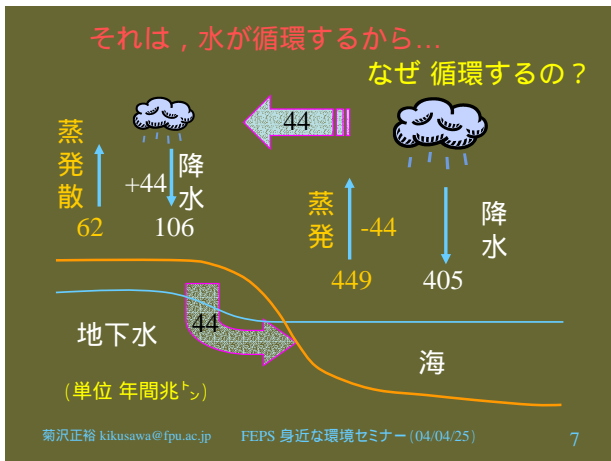 それは，水が循環するから…
なぜ 循環するの？
44
蒸発散
+44
降水
62
106
蒸発
-44
降水
449
405
44
地下水
海
(単位 年間兆㌧)
菊沢正裕 kikusawa@fpu.ac.jp
FEPS 身近な環境セミナー(04/04/25)
7